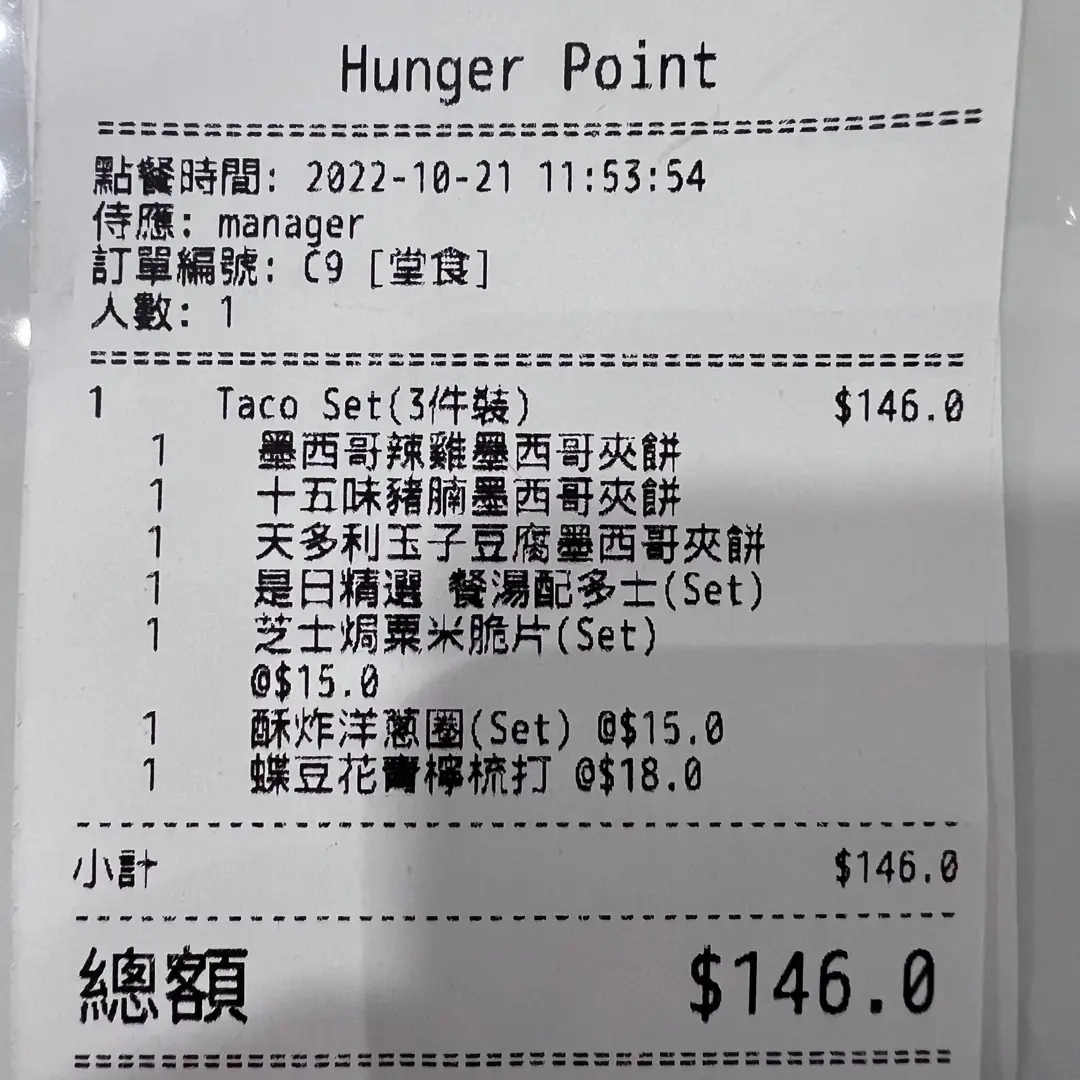 Hunger Point
點餐時間: 2022-10-21 11:53:54
侍應: manager
訂單編號: C9 [堂食]
人數: 1
1 Taco Set(3件裝) $146.0
1 墨西哥辣雞墨西哥夾餅
1 十五味豬腩墨西哥夾餅
1 天多利玉子豆腐墨西哥夾餅
1 是日精選 餐湯配多士(Set)
1 芝士焗粟米脆片(Set)
@$15.0
1 酥炸洋蔥圈(Set) @$15.0
1 蝶豆花青檸梳打 @$18.0
小計 $146.0
總額 $146.0